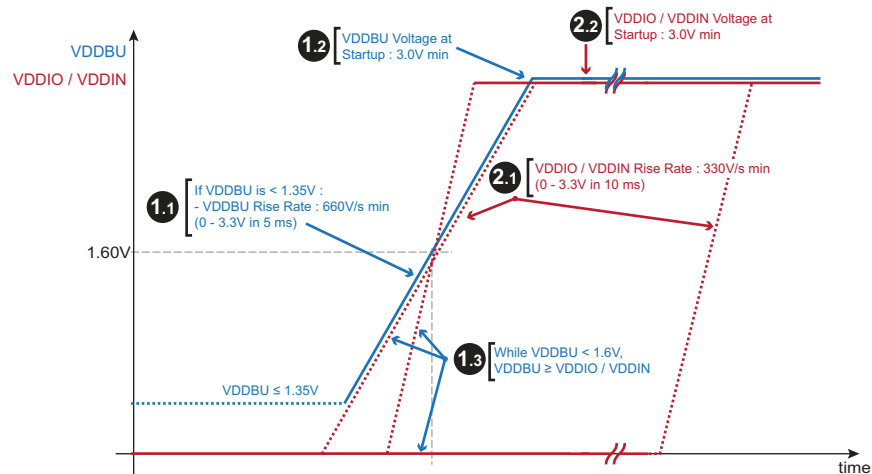 VDDBU
VDDIO / VDDIN
1.2
VDDBU Voltage at
Startup : 3.0V min
2.2
VDDIO / VDDIN Voltage at
Startup : 3.0V min
1.1
If VDDBU is < 1.35V :
- VDDBU Rise Rate : 660V/s min
(0 - 3.3V in 5 ms)
2.1
VDDIO / VDDIN Rise Rate : 330V/s min
(0 - 3.3V in 10 ms)
1.60V
1.3
While VDDBU < 1.6V,
VDDBU ≥ VDDIO / VDDIN
VDDBU ≤ 1.35V
time